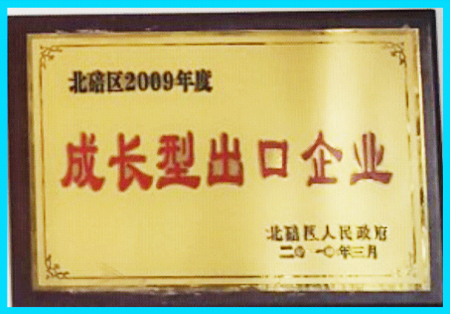 北碚区2009年度
成长型出口企业
北碚区人民政府
二〇一〇年三月